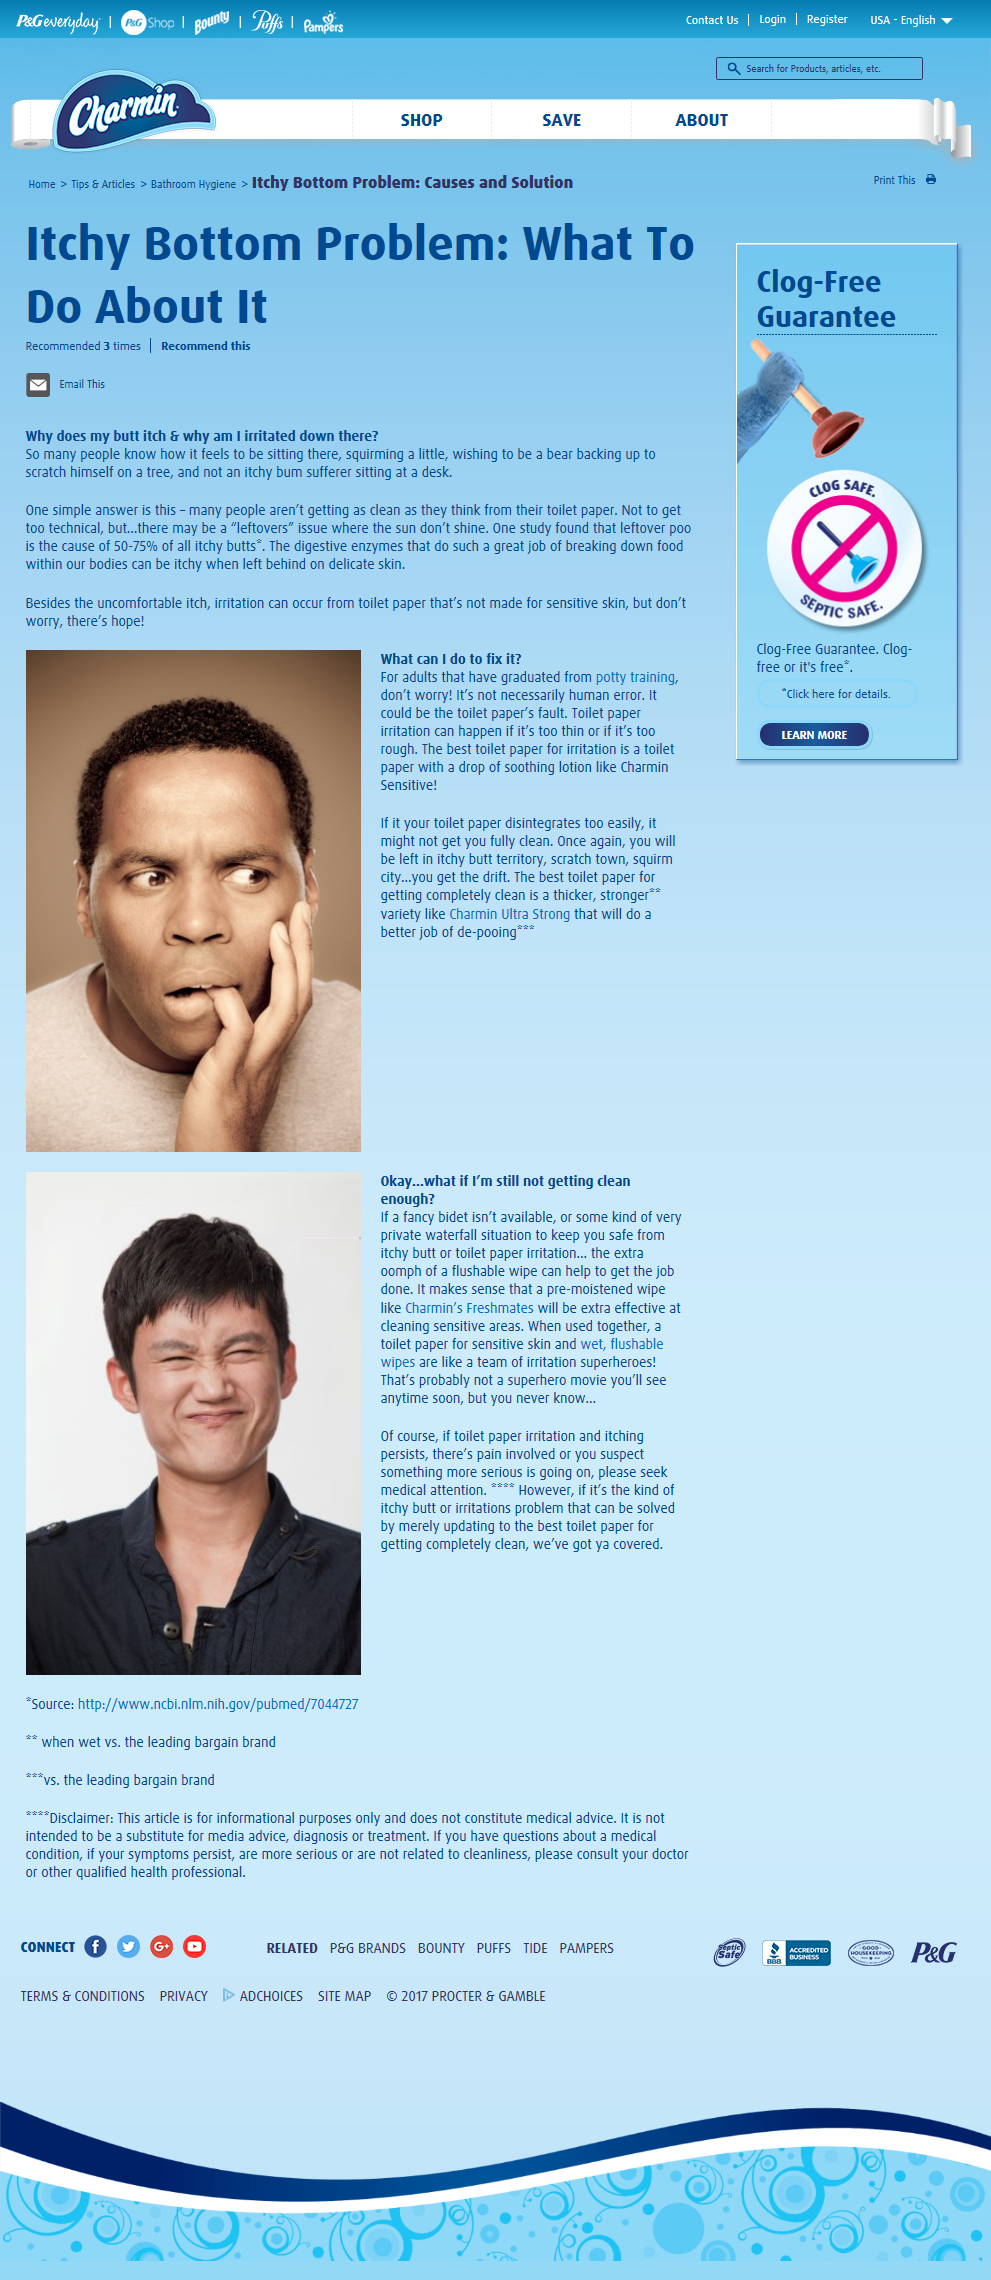 P&G everyday | P&G Shop | Bounty | Puffs | Pampers
Contact Us | Login | Register USA - English
Search for Products, articles, etc.
Charmin
SHOP SAVE ABOUT
Home > Tips & Articles > Bathroom Hygiene > Itchy Bottom Problem: Causes and Solution
Print This
Itchy Bottom Problem: What To
Do About It
Recommended 3 times | Recommend this
Email This
Why does my butt itch & why am I irritated down there?
So many people know how it feels to be sitting there, squirming a little, wishing to be a bear backing up to
scratch himself on a tree, and not an itchy bum sufferer sitting at a desk.
One simple answer is this – many people aren't getting as clean as they think from their toilet paper. Not to get
too technical, but...there may be a “leftovers” issue where the sun don't shine. One study found that leftover poo
is the cause of 50-75% of all itchy butts*. The digestive enzymes that do such a great job of breaking down food
within our bodies can be itchy when left behind on delicate skin.
Besides the uncomfortable itch, irritation can occur from toilet paper that's not made for sensitive skin, but don't
worry, there's hope!
What can I do to fix it?
For adults that have graduated from potty training,
don't worry! It's not necessarily human error. It
could be the toilet paper's fault. Toilet paper
irritation can happen if it's too thin or if it's too
rough. The best toilet paper for irritation is a toilet
paper with a drop of soothing lotion like Charmin
Sensitive!
If it your toilet paper disintegrates too easily, it
might not get you fully clean. Once again, you will
be left in itchy butt territory, scratch town, squirm
city...you get the drift. The best toilet paper for
getting completely clean is a thicker, stronger**
variety like Charmin Ultra Strong that will do a
better job of de-pooing***
Okay...what if I'm still not getting clean
enough?
If a fancy bidet isn't available, or some kind of very
private waterfall situation to keep you safe from
itchy butt or toilet paper irritation... the extra
oomph of a flushable wipe can help to get the job
done. It makes sense that a pre-moistened wipe
like Charmin's Freshmates will be extra effective at
cleaning sensitive areas. When used together, a
toilet paper for sensitive skin and wet, flushable
wipes are like a team of irritation superheroes!
That's probably not a superhero movie you'll see
anytime soon, but you never know...
Of course, if toilet paper irritation and itching
persists, there's pain involved or you suspect
something more serious is going on, please seek
medical attention. **** However, if it's the kind of
itchy butt or irritations problem that can be solved
by merely updating to the best toilet paper for
getting completely clean, we've got ya covered.
*Source: http://www.ncbi.nlm.nih.gov/pubmed/7044727
** when wet vs. the leading bargain brand
***vs. the leading bargain brand
****Disclaimer: This article is for informational purposes only and does not constitute medical advice. It is not
intended to be a substitute for media advice, diagnosis or treatment. If you have questions about a medical
condition, if your symptoms persist, are more serious or are not related to cleanliness, please consult your doctor
or other qualified health professional.
Clog-Free
Guarantee
CLOG SAFE.
SEPTIC SAFE.
Clog-Free Guarantee. Clog-
free or it's free*.
*Click here for details.
LEARN MORE
CONNECT
RELATED P&G BRANDS BOUNTY PUFFS TIDE PAMPERS
Septic
Safe
BBB
ACCREDITED
BUSINESS
GOOD
HOUSEKEEPING
P&G
TERMS & CONDITIONS PRIVACY ADCHOICES SITE MAP © 2017 PROCTER & GAMBLE